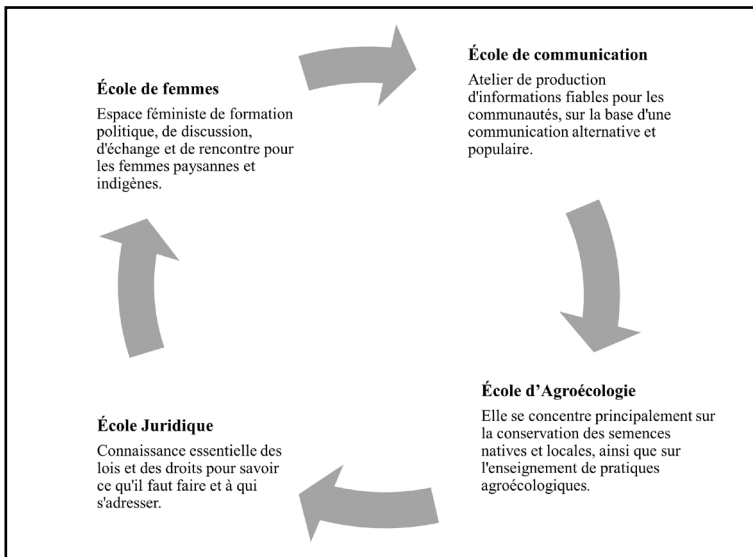 École de femmes
Espace féministe de formation
politique, de discussion,
d'échange et de rencontre pour
les femmes paysannes et
indigènes.
École de communication
Atelier de production
d'informations fiables pour les
communautés, sur la base d'une
communication alternative et
populaire.
École d’Agroécologie
Elle se concentre principalement sur
la conservation des semences
natives et locales, ainsi que sur
l'enseignement de pratiques
agroécologiques.
École Juridique
Connaissance essentielle des
lois et des droits pour savoir
ce qu'il faut faire et à qui
s'adresser.